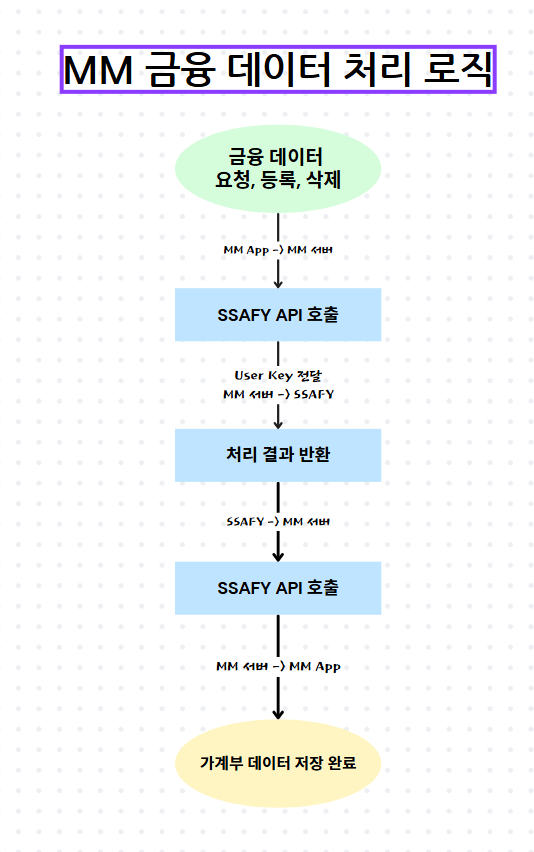 MM 금융 데이터 처리 로직
금융 데이터
요청, 등록, 삭제
MM App -> MM 서버
SSAFY API 호출
User Key 전달
MM 서버 -> SSAFY
처리 결과 반환
SSAFY -> MM 서버
SSAFY API 호출
MM 서버 -> MM App
가계부 데이터 저장 완료